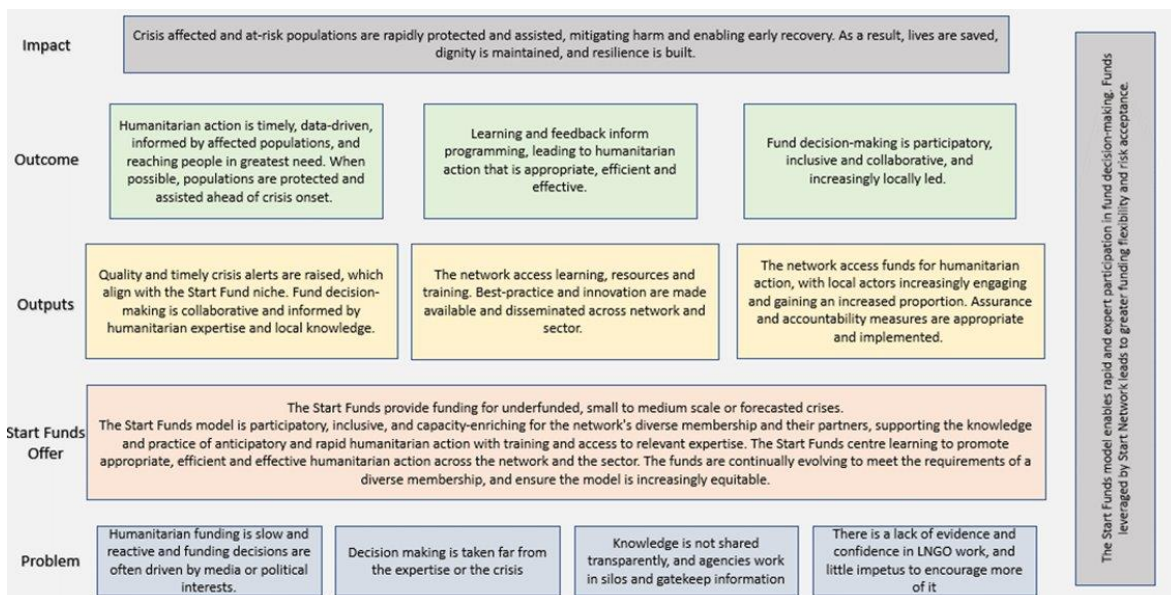 Impact
Crisis affected and at-risk populations are rapidly protected and assisted, mitigating harm and enabling early recovery. As a result, lives are saved,
dignity is maintained, and resilience is built.
Outcome
Humanitarian action is timely, data-driven,
informed by affected populations, and
reaching people in greatest need. When
possible, populations are protected and
assisted ahead of crisis onset.
Learning and feedback inform
programming, leading to humanitarian
action that is appropriate, efficient and
effective.
Fund decision-making is participatory,
inclusive and collaborative, and
increasingly locally led.
Outputs
Quality and timely crisis alerts are raised, which
align with the Start Fund niche. Fund decision-
making is collaborative and informed by
humanitarian expertise and local knowledge.
The network access learning, resources and
training. Best-practice and innovation are made
available and disseminated across network and
sector.
The network access funds for humanitarian
action, with local actors increasingly engaging
and gaining an increased proportion. Assurance
and accountability measures are appropriate
and implemented.
Start Funds
Offer
The Start Funds provide funding for underfunded, small to medium scale or forecasted crises.
The Start Funds model is participatory, inclusive, and capacity-enriching for the network's diverse membership and their partners, supporting the knowledge
and practice of anticipatory and rapid humanitarian action with training and access to relevant expertise. The Start Funds centre learning to promote
appropriate, efficient and effective humanitarian action across the network and the sector. The funds are continually evolving to meet the requirements of a
diverse membership, and ensure the model is increasingly equitable.
Problem
Humanitarian funding is slow and
reactive and funding decisions are
often driven by media or political
interests.
Decision making is taken far from
the expertise or the crisis
Knowledge is not shared
transparently, and agencies work
in silos and gatekeep information
There is a lack of evidence and
confidence in LNGO work, and
little impetus to encourage more
of it
The Start Funds model enables rapid and expert participation in fund decision-making. Funds
leveraged by Start Network leads to greater funding flexibility and risk acceptance.